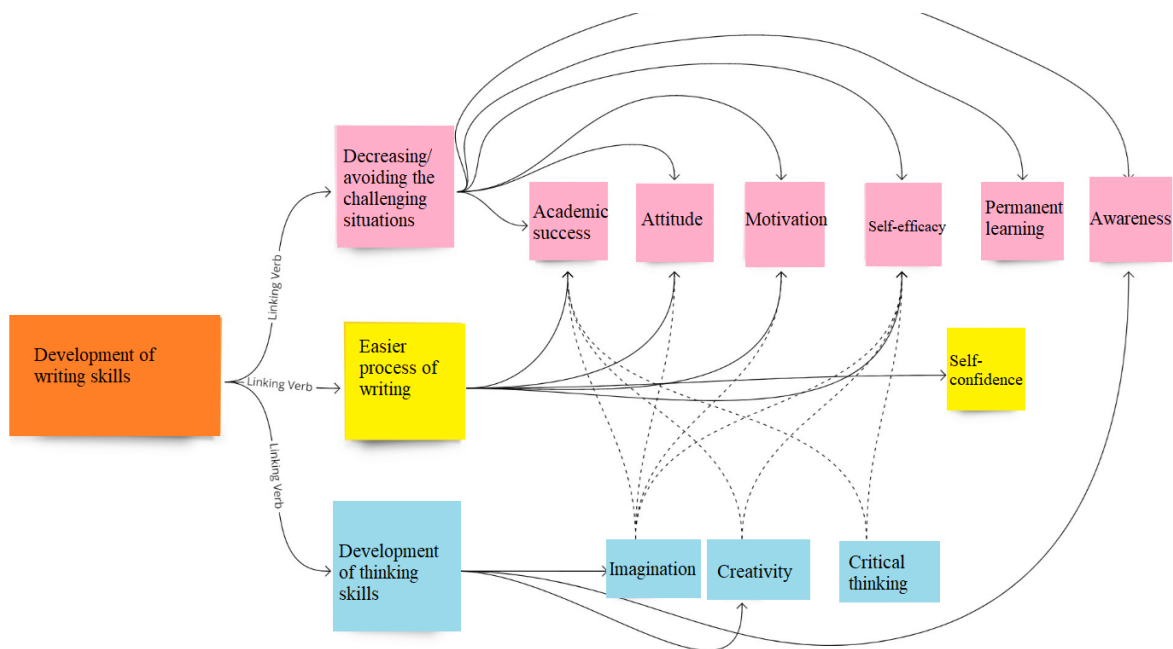 Decreasing/
avoiding the
challenging
situations
Academic
success
Attitude
Motivation
Self-efficacy
Permanent
learning
Awareness
Linking Verb
Development of
writing skills
Linking Verb
Easier
process of
writing
Self-
confidence
Linking Verb
Development
of thinking
skills
Imagination
Creativity
Critical
thinking